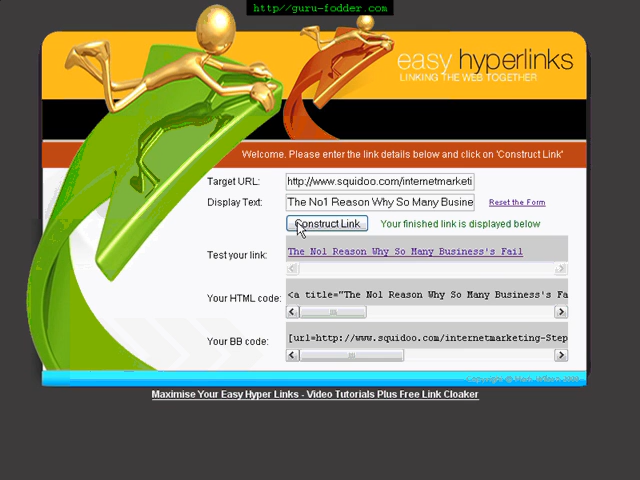 http//guru-fodder.com
easy hyperlinks
LINKING THE WEB TOGETHER
Welcome. Please enter the link details below and click on 'Construct Link'
Target URL: http://www.squidoo.com/internetmarketi
Display Text: The No1 Reason Why So Many Busine Reset the Form
Construct Link Your finished link is displayed below
Test your link: The No1 Reason Why So Many Business's Fail
Your HTML code: <a title="The No1 Reason Why So Many Business's Fa
Your BB code: [url=http://www.squidoo.com/internetmarketing-Step
Maximise Your Easy Hyper Links - Video Tutorials Plus Free Link Cloaker